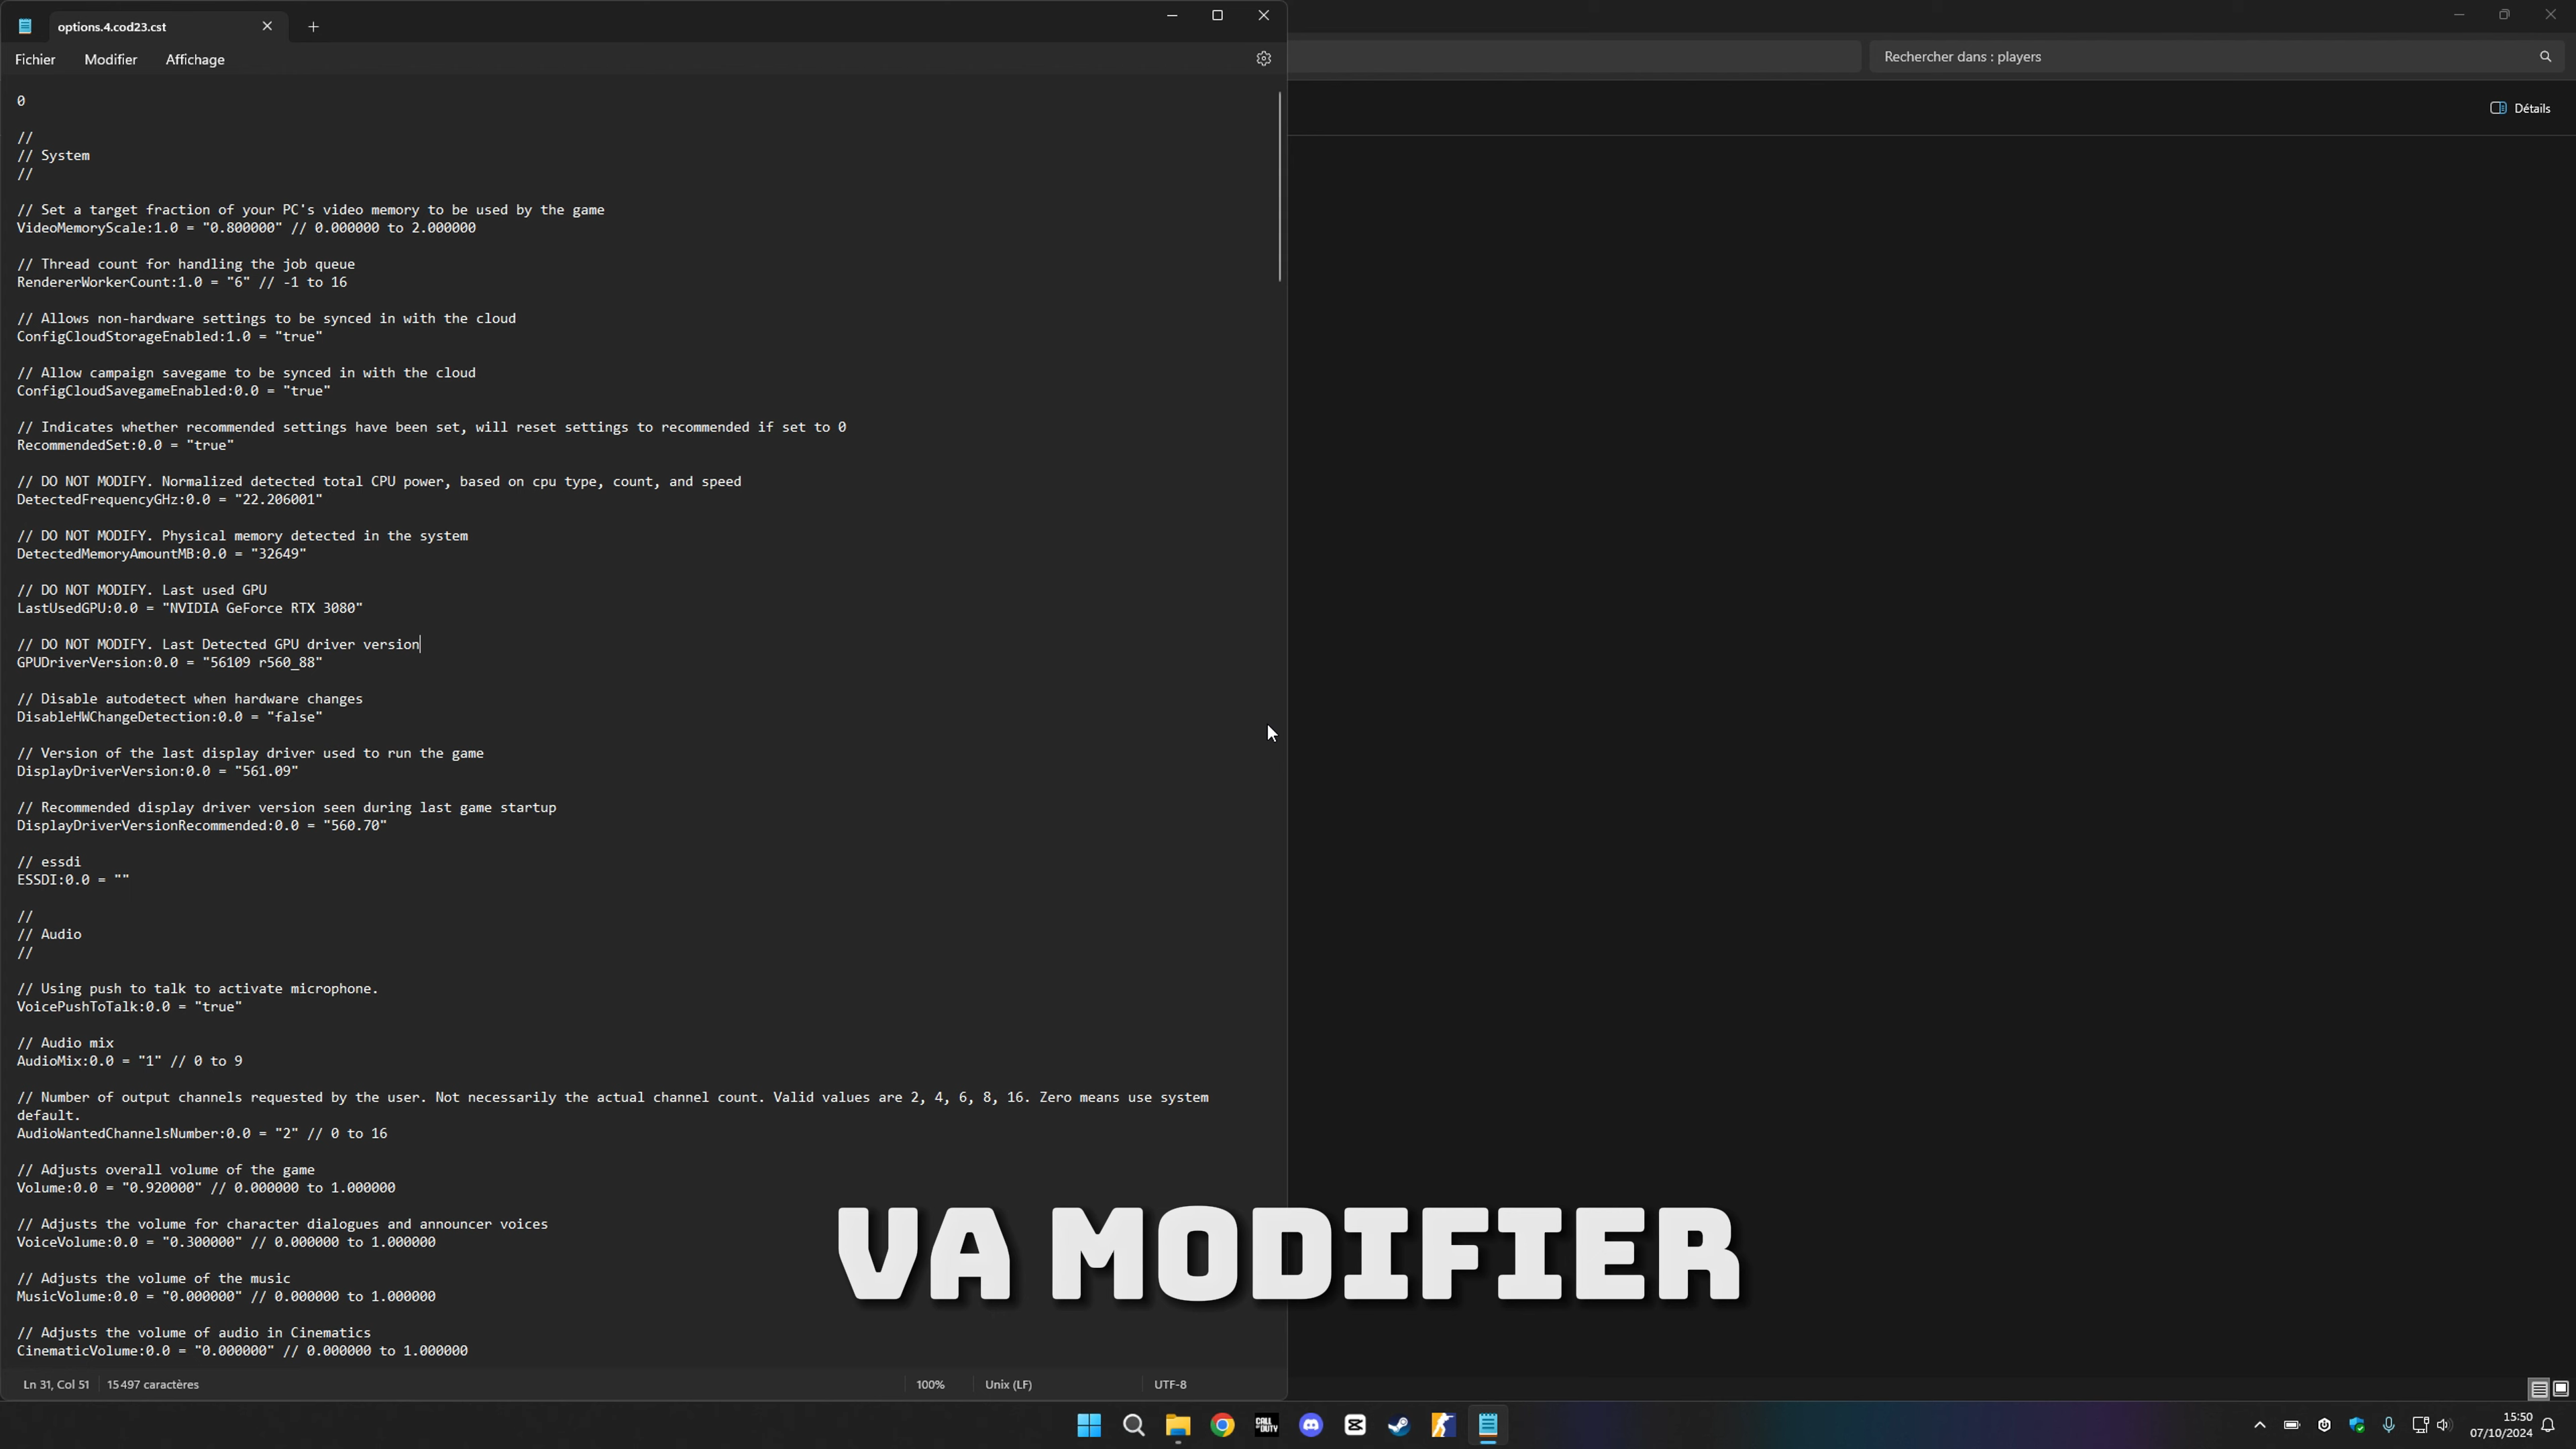 options.4.cod23.cst
Fichier Modifier Affichage
Rechercher dans : players
Détails
0
//
// System
//
// Set a target fraction of your PC's video memory to be used by the game
VideoMemoryScale:1.0 = "0.800000" // 0.000000 to 2.000000
// Thread count for handling the job queue
RendererWorkerCount:1.0 = "6" // -1 to 16
// Allows non-hardware settings to be synced in with the cloud
ConfigCloudStorageEnabled:1.0 = "true"
// Allow campaign savegame to be synced in with the cloud
ConfigCloudSavegameEnabled:0.0 = "true"
// Indicates whether recommended settings have been set, will reset settings to recommended if set to 0
RecommendedSet:0.0 = "true"
// DO NOT MODIFY. Normalized detected total CPU power, based on cpu type, count, and speed
DetectedFrequencyGHz:0.0 = "22.206001"
// DO NOT MODIFY. Physical memory detected in the system
DetectedMemoryAmountMB:0.0 = "32649"
// DO NOT MODIFY. Last used GPU
LastUsedGPU:0.0 = "NVIDIA GeForce RTX 3080"
// DO NOT MODIFY. Last Detected GPU driver version
GPUDriverVersion:0.0 = "56109 r560_88"
// Disable autodetect when hardware changes
DisableHWChangeDetection:0.0 = "false"
// Version of the last display driver used to run the game
DisplayDriverVersion:0.0 = "561.09"
// Recommended display driver version seen during last game startup
DisplayDriverVersionRecommended:0.0 = "560.70"
// essdi
ESSDI:0.0 = ""
//
// Audio
//
// Using push to talk to activate microphone.
VoicePushToTalk:0.0 = "true"
// Audio mix
AudioMix:0.0 = "1" // 0 to 9
// Number of output channels requested by the user. Not necessarily the actual channel count. Valid values are 2, 4, 6, 8, 16. Zero means use system
default.
AudioWantedChannelsNumber:0.0 = "2" // 0 to 16
// Adjusts overall volume of the game
Volume:0.0 = "0.920000" // 0.000000 to 1.000000
// Adjusts the volume for character dialogues and announcer voices
VoiceVolume:0.0 = "0.300000" // 0.000000 to 1.000000
// Adjusts the volume of the music
MusicVolume:0.0 = "0.000000" // 0.000000 to 1.000000
// Adjusts the volume of audio in Cinematics
CinematicVolume:0.0 = "0.000000" // 0.000000 to 1.000000
VA MODIFIER
Ln 31, Col 51 15 497 caractères 100% Unix (LF) UTF-8
CALL OF DUTY
15:50
07/10/2024